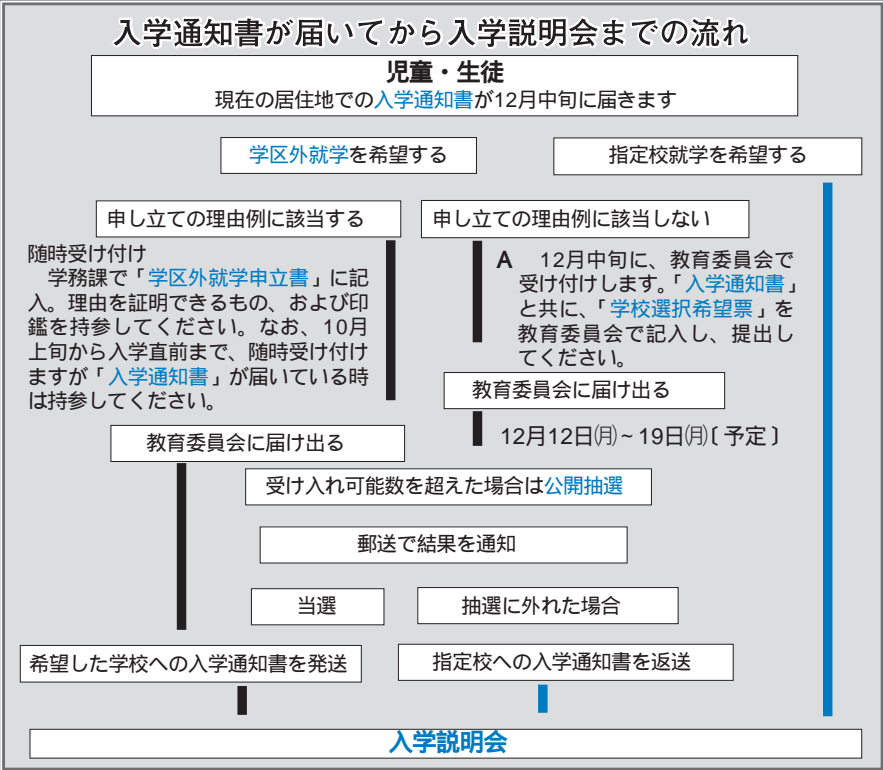 入学通知書が届いてから入学説明会までの流れ
児童・生徒
現在の居住地での入学通知書が12月中旬に届きます
学区外就学を希望する
指定校就学を希望する
申し立ての理由例に該当する
申し立ての理由例に該当しない
随時受け付け
学務課で「学区外就学申立書」に記
入。理由を証明できるもの、および印
鑑を持参してください。なお、10月
上旬から入学直前まで、随時受け付け
ますが「入学通知書」が届いている時
は持参してください。
A 12月中旬に、教育委員会で
受け付けします。「入学通知書」
と共に、「学校選択希望票」を
教育委員会で記入し、提出し
てください。
教育委員会に届け出る
12月12日㈪~19日㈪〔予定〕
教育委員会に届け出る
受け入れ可能数を超えた場合は公開抽選
郵送で結果を通知
当選
抽選に外れた場合
希望した学校への入学通知書を発送
指定校への入学通知書を返送
入学説明会